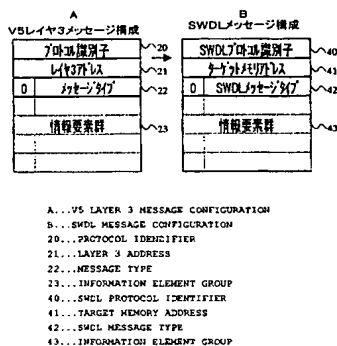 A
V5レイヤ3メッセージ構成
プロトコル識別子 20
レイヤ3アドレス 21
0 メッセージタイプ 22
情報要素群 23
B
SWDLメッセージ構成
SWDLプロトコル識別子 40
ターゲットメモリアドレス 41
0 SWDLメッセージタイプ 42
情報要素群 43
A...V5 LAYER 3 MESSAGE CONFIGURATION
B...SWDL MESSAGE CONFIGURATION
20...PROTOCOL IDENTIFIER
21...LAYER 3 ADDRESS
22...MESSAGE TYPE
23...INFORMATION ELEMENT GROUP
40...SWDL PROTOCOL IDENTIFIER
41...TARGET MEMORY ADDRESS
42...SWDL MESSAGE TYPE
43...INFORMATION ELEMENT GROUP